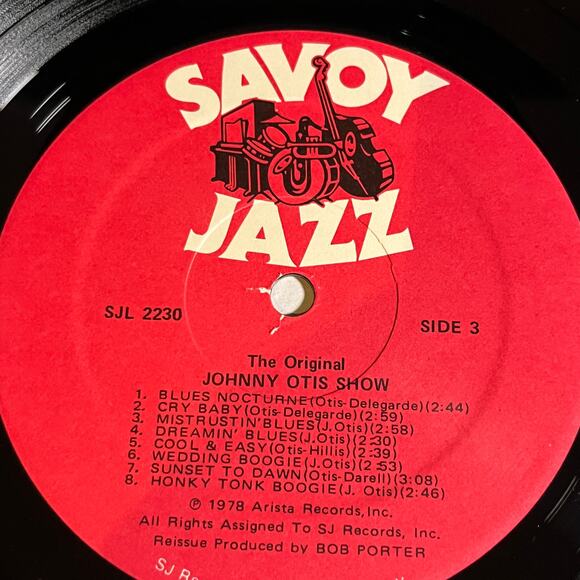 SAVOY
JAZZ
SJL 2230
SIDE 3
The Original
JOHNNY OTIS SHOW
1. BLUES NOCTURNE(Otis-Delegarde)(2:44)
2. CRY BABY(Otis-Delegarde)(2:59)
3. MISTRUSTIN'BLUES(J.Otis)(2:58)
4. DREAMIN' BLUES(J.Otis)(2:30)
5. COOL & EASY(Otis-Hillis)(2:39)
6. WEDDING BOOGIE(J.Otis)(2:53)
7. SUNSET TO DAWN(Otis-Darell)(3:08)
8. HONKY TONK BOOGIE(J. Otis)(2:46)
℗ 1978 Arista Records,Inc.
All Rights Assigned To SJ Records, Inc.
Reissue Produced by BOB PORTER
SJ